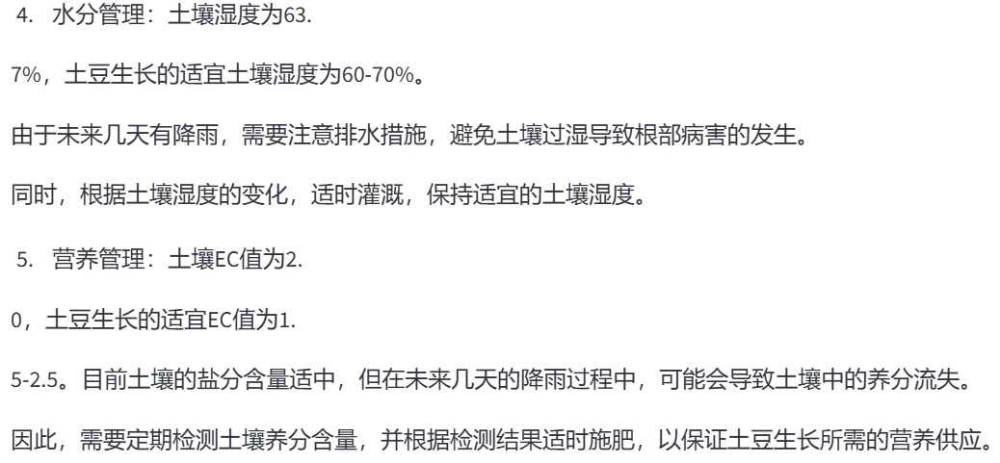 4. 水分管理：土壤湿度为63.
7%，土豆生长的适宜土壤湿度为60-70%。
由于未来几天有降雨，需要注意排水措施，避免土壤过湿导致根部病害的发生。
同时，根据土壤湿度的变化，适时灌溉，保持适宜的土壤湿度。
5. 营养管理：土壤EC值为2.
0，土豆生长的适宜EC值为1.
5-2.5。目前土壤的盐分含量适中，但在未来几天的降雨过程中，可能会导致土壤中的养分流失。
因此，需要定期检测土壤养分含量，并根据检测结果适时施肥，以保证土豆生长所需的营养供应。